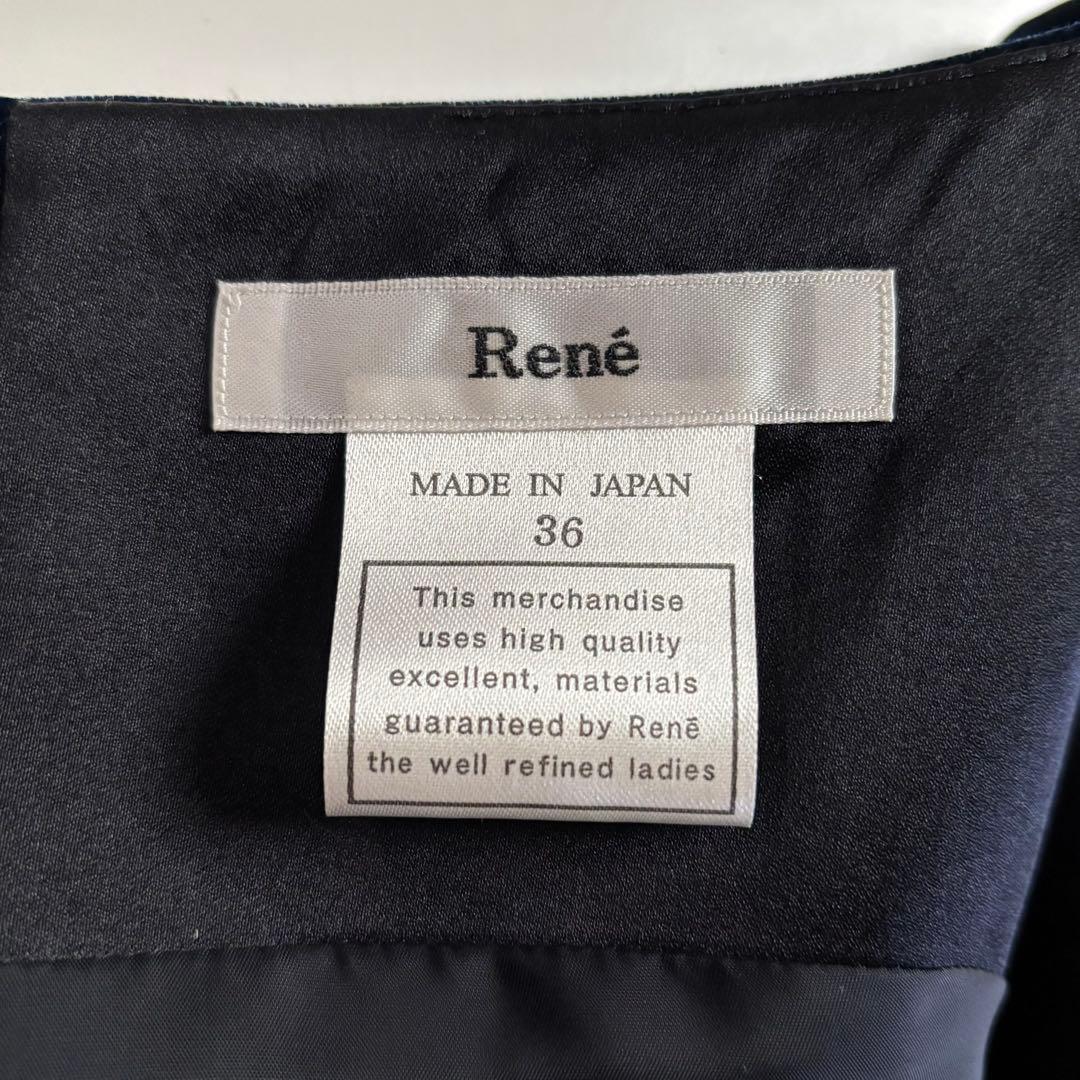 René
MADE IN JAPAN
36
This merchandise
uses high quality
excellent, materials
guaranteed by Renē
the well refined ladies